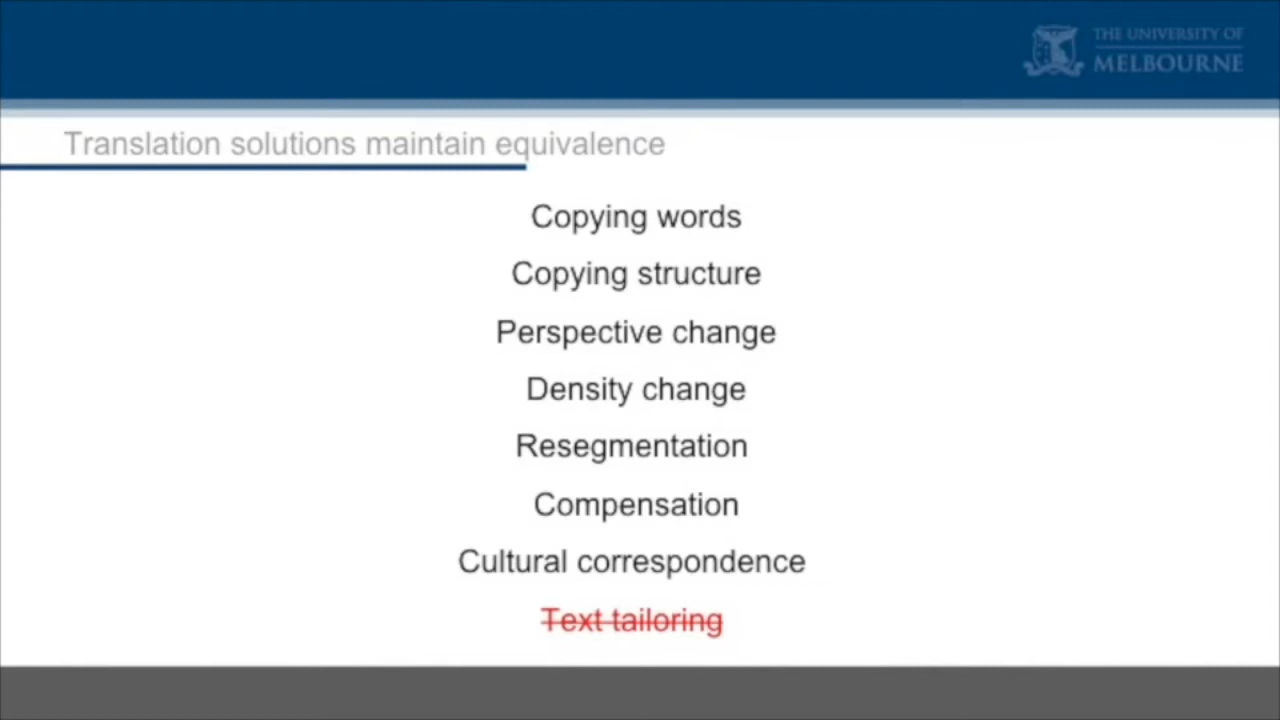 THE UNIVERSITY OF
MELBOURNE
Translation solutions maintain equivalence
Copying words
Copying structure
Perspective change
Density change
Resegmentation
Compensation
Cultural correspondence
Text tailoring